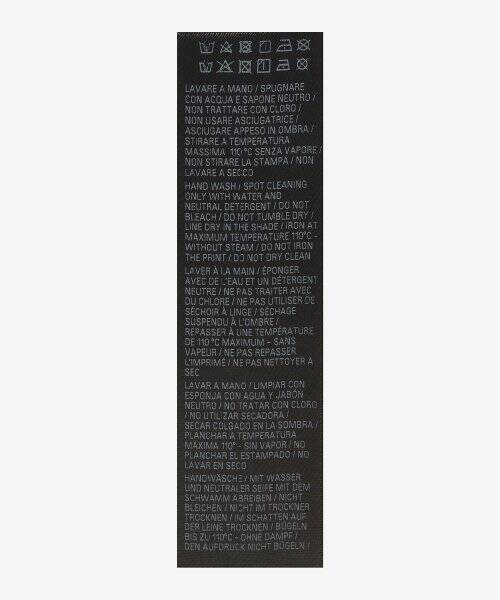 LAVARE A MANO / SPUGNARE
CON ACQUA E SAPONE NEUTRO /
NON TRATTARE CON CLORO /
NON USARE ASCIUGATRICE /
ASCIUGARE APPESO IN OMBRA /
STIRARE A TEMPERATURA
MASSIMA 110°C SENZA VAPORE /
NON STIRARE LA STAMPA / NON
LAVARE A SECCO
HAND WASH / SPOT CLEANING
ONLY WITH WATER AND
NEUTRAL DETERGENT / DO NOT
BLEACH / DO NOT TUMBLE DRY /
LINE DRY IN THE SHADE / IRON AT
MAXIMUM TEMPERATURE 110°C -
WITHOUT STEAM / DO NOT IRON
THE PRINT / DO NOT DRY CLEAN
LAVER À LA MAIN / ÉPONGER
AVEC DE L'EAU ET UN DÉTERGENT
NEUTRE / NE PAS TRAITER AVEC
DU CHLORE / NE PAS UTILISER DE
SÉCHOIR À LINGE / SÉCHAGE
SUSPENDU À L'OMBRE /
REPASSER À UNE TEMPÉRATURE
DE 110 °C MAXIMUM - SANS
VAPEUR / NE PAS REPASSER
L'IMPRIMÉ / NE PAS NETTOYER À
SEC
LAVAR A MANO / LIMPIAR CON
ESPONJA CON AGUA Y JABÓN
NEUTRO / NO TRATAR CON CLORO
/ NO UTILIZAR SECADORA /
SECAR COLGADO EN LA SOMBRA /
PLANCHAR A TEMPERATURA
MÁXIMA 110° - SIN VAPOR / NO
PLANCHAR EL ESTAMPADO / NO
LAVAR EN SECO
HANDWÄSCHE / MIT WASSER
UND NEUTRALER SEIFE MIT DEM
SCHWAMM ABREIBEN / NICHT
BLEICHEN / NICHT IM TROCKNER
TROCKNEN / IM SCHATTEN AUF
DER LEINE TROCKNEN / BÜGELN
BIS ZU 110°C - OHNE DAMPF /
DEN AUFDRUCK NICHT BÜGELN /